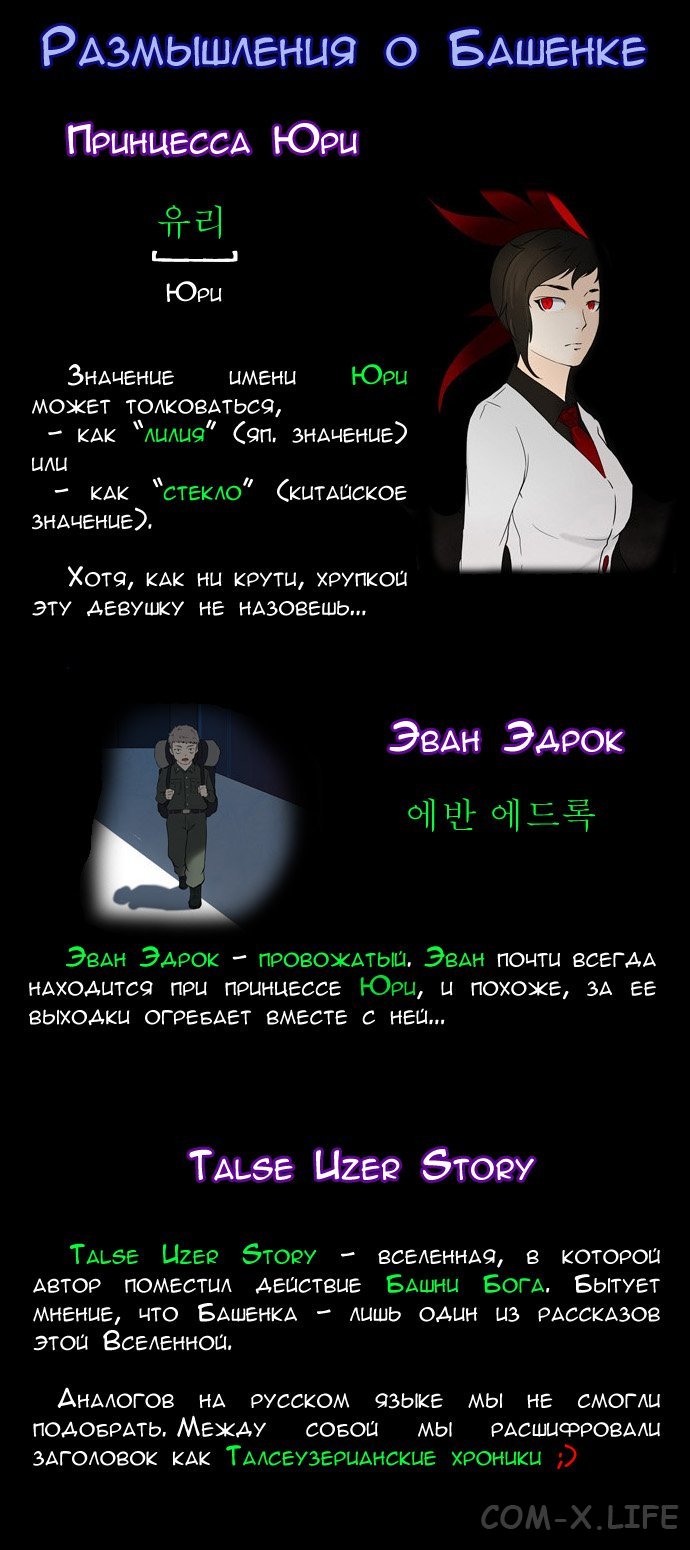 Размышления о Башенке
Принцесса Юри
유리
Юри
Значение имени Юри
может толковаться,
– как “лилия” (яп. значение)
или
– как “стекло” (китайское
значение).
Хотя, как ни крути, хрупкой
эту девушку не назовешь...
Эван Эдрок
에반 에드록
Эван Эдрок – провожатый. Эван почти всегда
находится при принцессе Юри, и похоже, за ее
выходки огребает вместе с ней...
Talse Uzer Story
Talse Uzer Story – вселенная, в которой
автор поместил действие Башни Бога. Бытует
мнение, что Башенка – лишь один из рассказов
этой Вселенной.
Аналогов на русском языке мы не смогли
подобрать. Между собой мы расшифровали
заголовок как Талсеузерианские хроники ;)
COM-X.LIFE